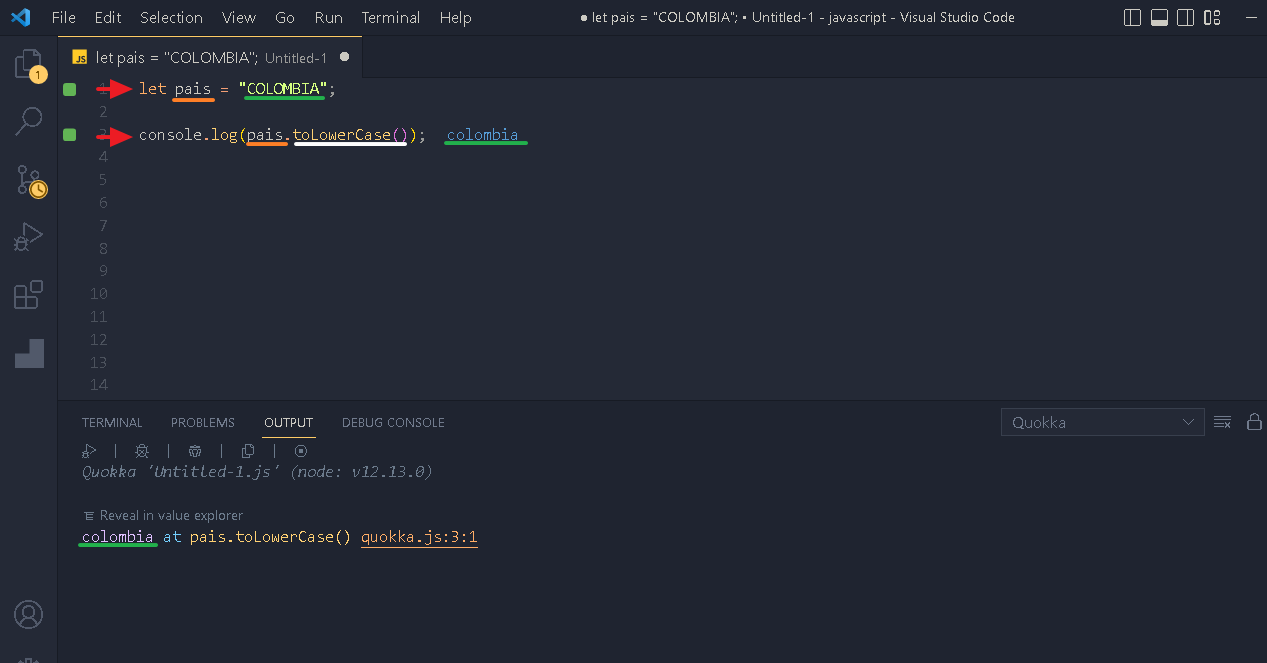 File Edit Selection View Go Run Terminal Help ● let pais = "COLOMBIA"; • Untitled-1 - javascript - Visual Studio Code
JS let pais = "COLOMBIA"; Untitled-1 ●
1
1 let pais = "COLOMBIA";
2
3 console.log(pais.toLowerCase()); colombia
4
5
6
7
8
9
10
11
12
13
14
TERMINAL PROBLEMS OUTPUT DEBUG CONSOLE Quokka
Quokka 'Untitled-1.js' (node: v12.13.0)
Reveal in value explorer
colombia at pais.toLowerCase() quokka.js:3:1